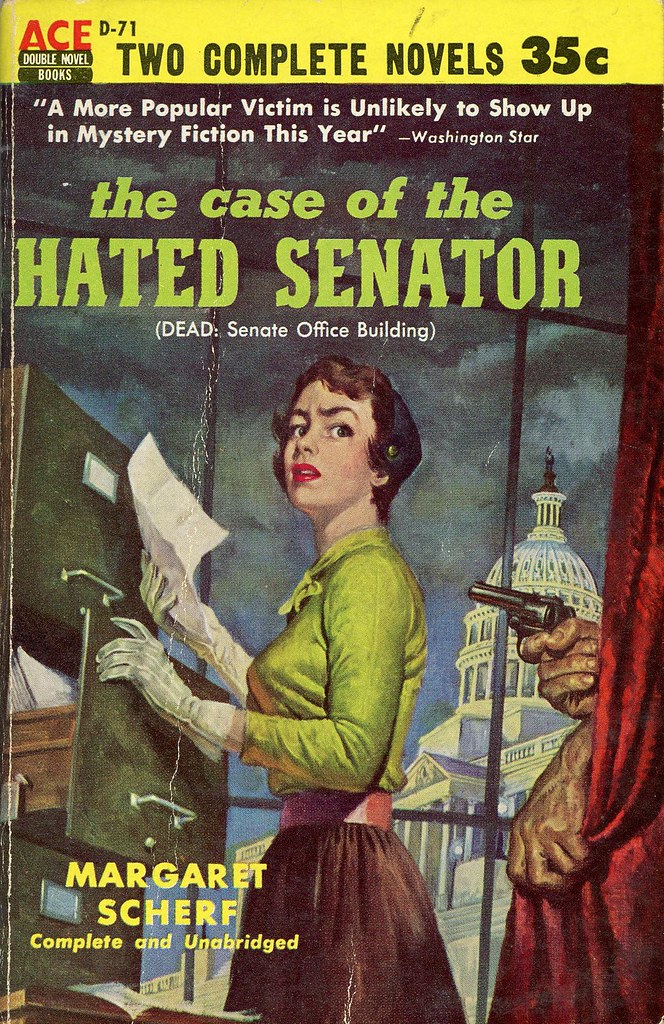 ACE
DOUBLE NOVEL
BOOKS
D-71
TWO COMPLETE NOVELS 35c
"A More Popular Victim is Unlikely to Show Up
in Mystery Fiction This Year" —Washington Star
the case of the
HATED SENATOR
(DEAD: Senate Office Building)
MARGARET
SCHERF
Complete and Unabridged